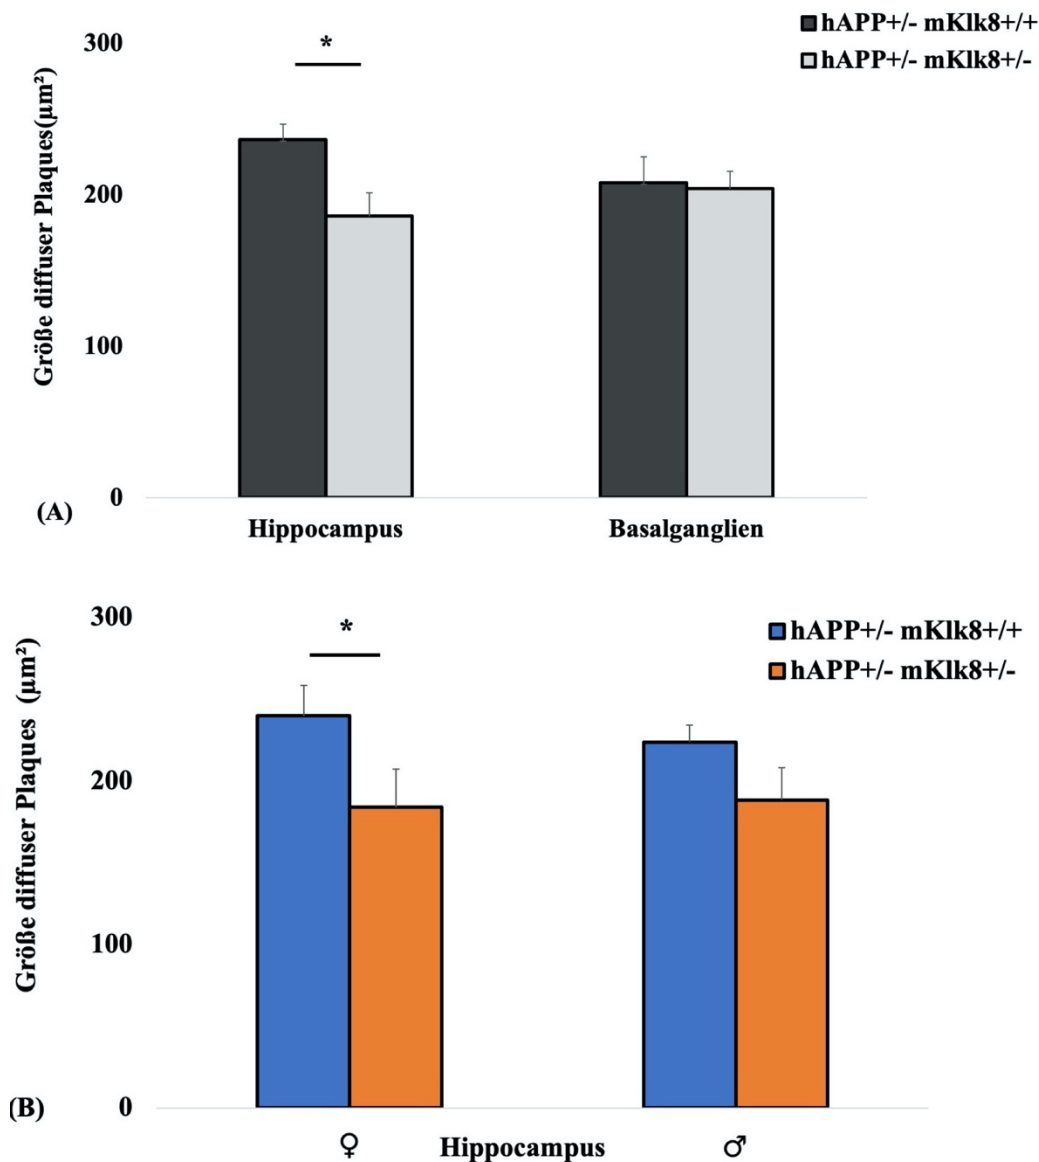 hAPP+/- mKlk8+/+
hAPP+/- mKlk8+/-
300
*
200
100
0
Größe diffuser Plaques(µm²)
(A)
Hippocampus
Basalganglien
hAPP+/- mKlk8+/+
hAPP+/- mKlk8+/-
300
*
200
100
0
Größe diffuser Plaques (µm²)
(B)
♀ Hippocampus ♂